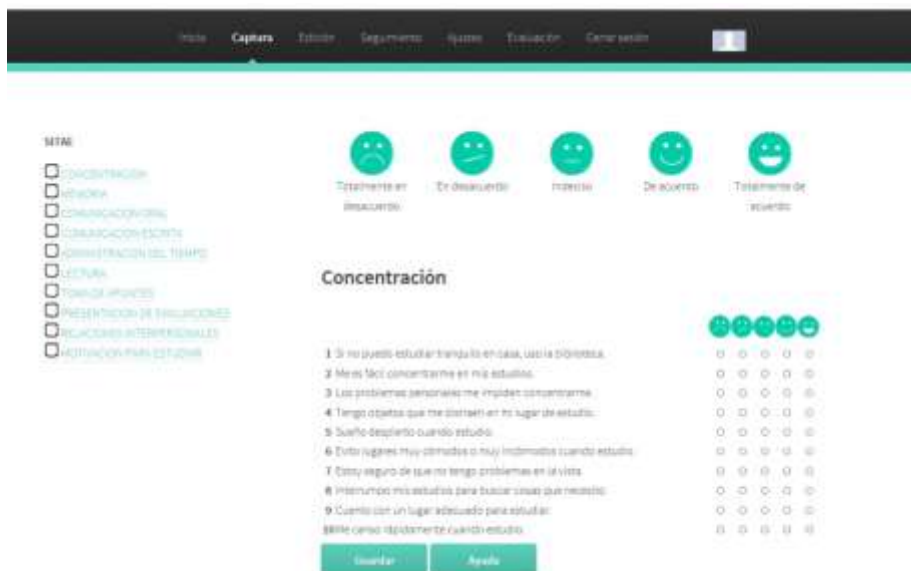 Inicio Captura Edición Seguimiento Ajustes Evaluación Cerrar sesión
SITAE
CONCENTRACION
MEMORIA
COMUNICACION ORAL
COMUNICACION ESCRITA
ADMINISTRACION DEL TIEMPO
LECTURA
TOMA DE APUNTES
PRESENTACION DE EVALUACIONES
RELACIONES INTERPERSONALES
MOTIVACION PARA ESTUDIAR
Totalmente en desacuerdo
En desacuerdo
Indeciso
De acuerdo
Totalmente de acuerdo
Concentración
1 Si no puedo estudiar tranquilo en casa, uso la biblioteca.
2 Me es fácil concentrarme en mis estudios.
3 Los problemas personales me impiden concentrarme.
4 Tengo objetos que me distraen en mi lugar de estudio.
5 Sueño despierto cuando estudio.
6 Evito lugares muy cómodos o muy incómodos cuando estudio.
7 Estoy seguro de que no tengo problemas en la vista.
8 Interrumpo mis estudios para buscar cosas que necesito.
9 Cuento con un lugar adecuado para estudiar.
10 Me canso rápidamente cuando estudio.
Guardar Ayuda